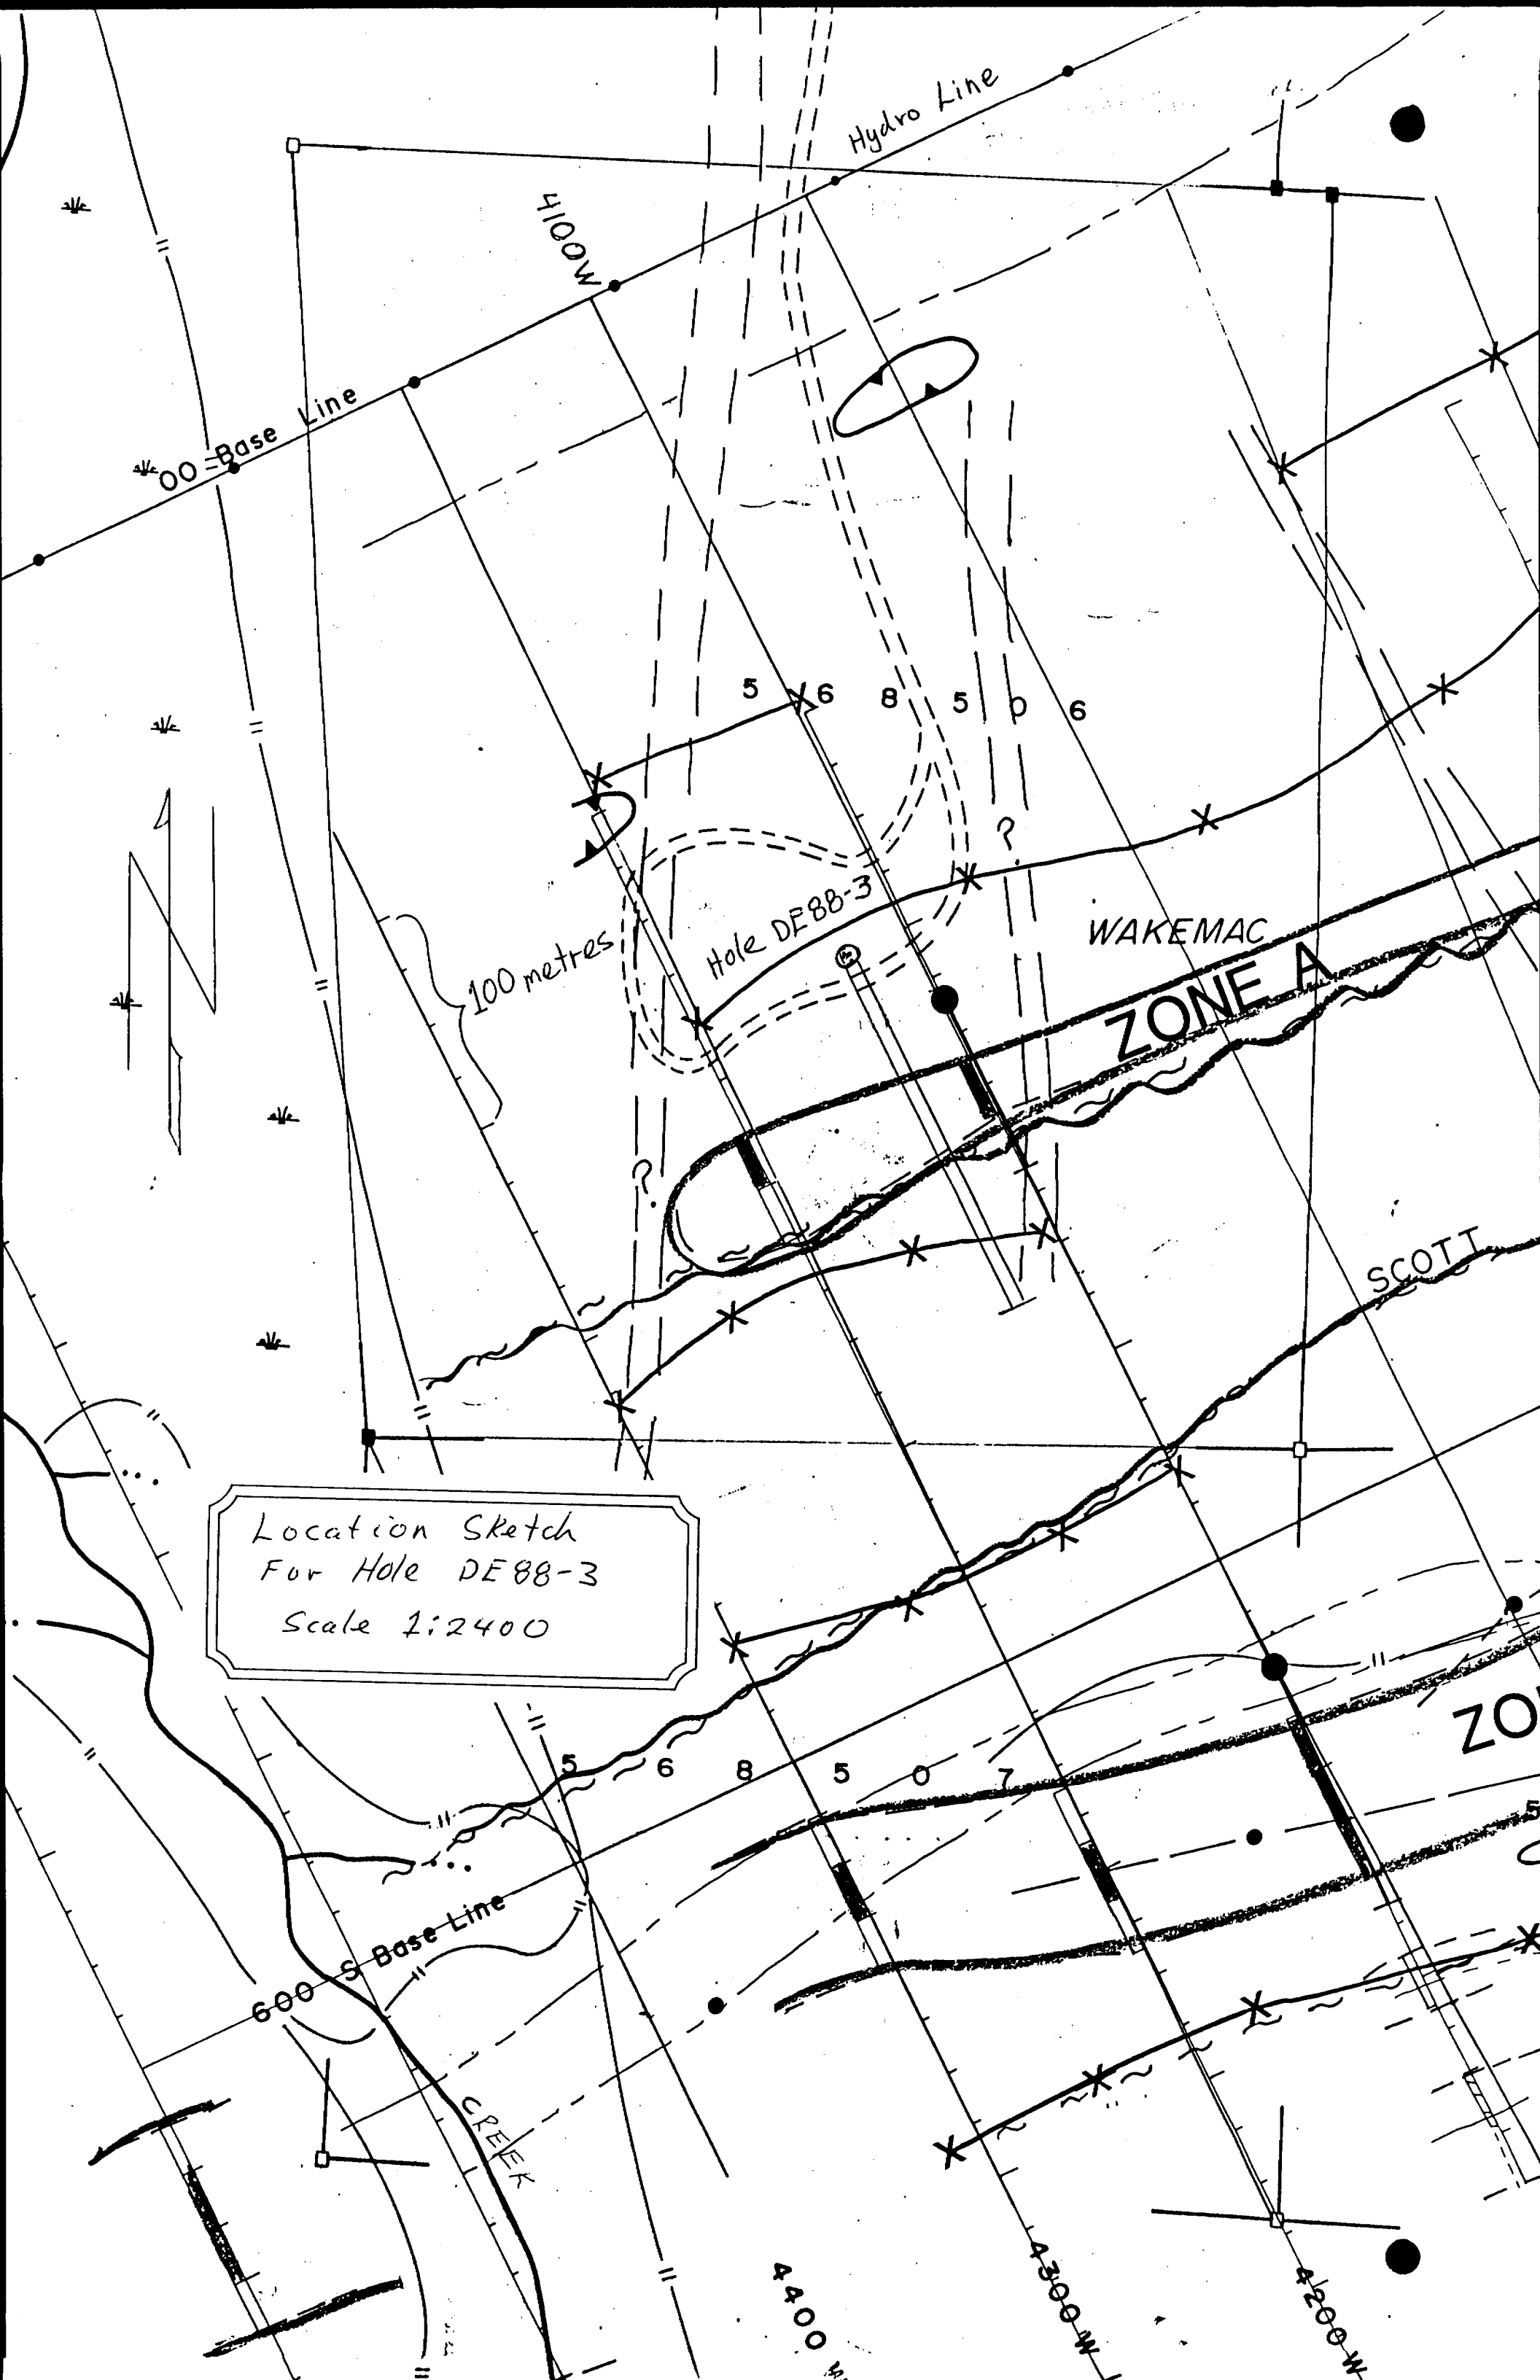 Hydro Line
4100W
00 Base Line
5 6 8 5 0 6
?
Hole DE88-3
100 metres
WAKEMAC
ZONE A
?
SCOTT
Location Sketch
For Hole DE88-3
Scale 1:2400
5 6 8 5 0 7
ZO
5
600 S Base Line
CREEK
4400 W
4300 W
4200 W